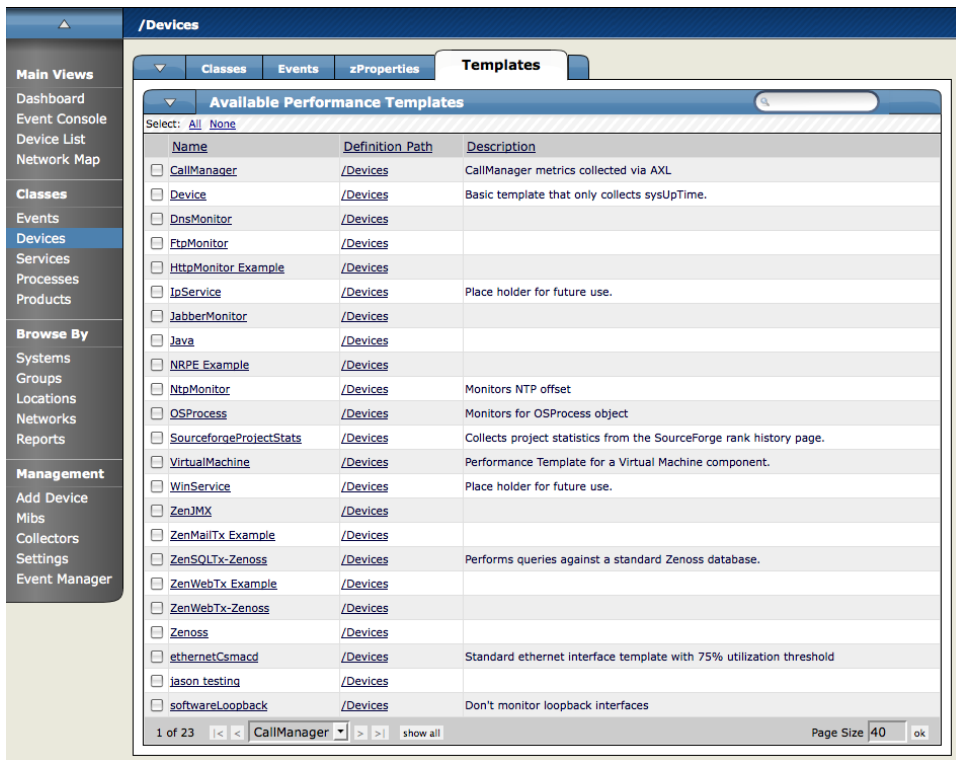 /Devices
Main Views
Dashboard
Event Console
Device List
Network Map
Classes
Events
Devices
Services
Processes
Products
Browse By
Systems
Groups
Locations
Networks
Reports
Management
Add Device
Mibs
Collectors
Settings
Event Manager
Classes Events zProperties Templates
Available Performance Templates
Select: All None
Name Definition Path Description
CallManager /Devices CallManager metrics collected via AXL
Device /Devices Basic template that only collects sysUpTime.
DnsMonitor /Devices
FtpMonitor /Devices
HttpMonitor Example /Devices
IpService /Devices Place holder for future use.
JabberMonitor /Devices
Java /Devices
NRPE Example /Devices
NtpMonitor /Devices Monitors NTP offset
OSProcess /Devices Monitors for OSProcess object
SourceforgeProjectStats /Devices Collects project statistics from the SourceForge rank history page.
VirtualMachine /Devices Performance Template for a Virtual Machine component.
WinService /Devices Place holder for future use.
ZenJMX /Devices
ZenMailTx Example /Devices
ZenSQLTx-Zenoss /Devices Performs queries against a standard Zenoss database.
ZenWebTx Example /Devices
ZenWebTx-Zenoss /Devices
Zenoss /Devices
ethernetCsmacd /Devices Standard ethernet interface template with 75% utilization threshold
jason testing /Devices
softwareLoopback /Devices Don't monitor loopback interfaces
1 of 23 |< < CallManager > >| show all Page Size 40 ok